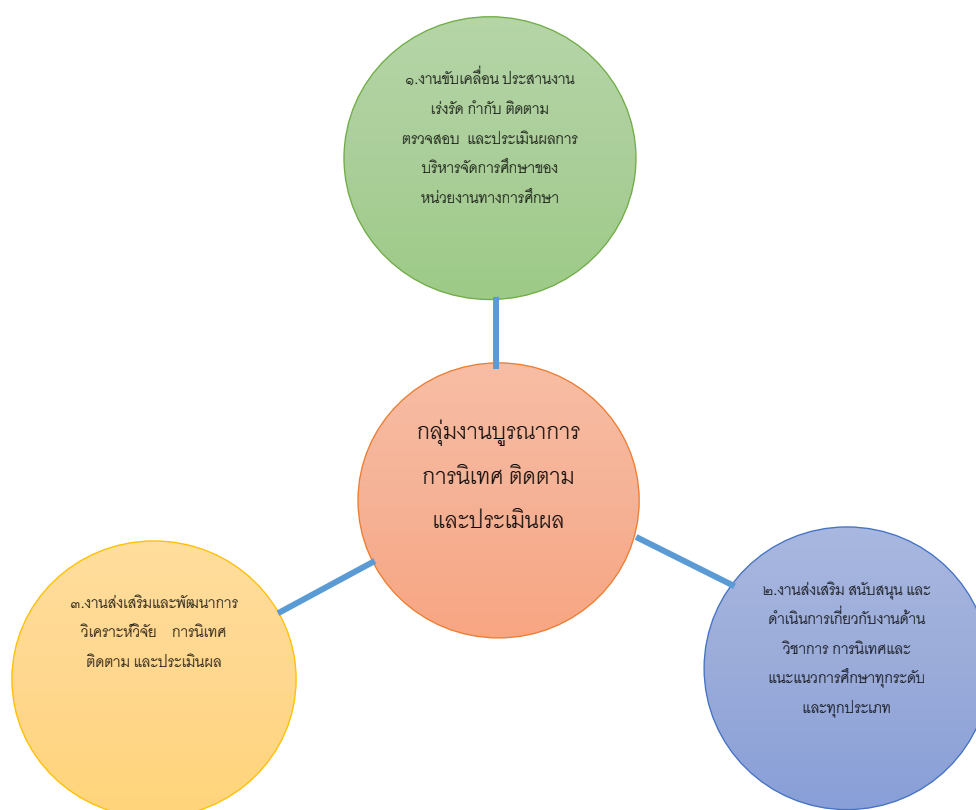 ๑.งานขับเคลื่อน ประสานงาน
เร่งรัด กำกับ ติดตาม
ตรวจสอบ และประเมินผลการ
บริหารจัดการศึกษาของ
หน่วยงานทางการศึกษา
กลุ่มงานบูรณาการ
การนิเทศ ติดตาม
และประเมินผล
๓.งานส่งเสริมและพัฒนาการ
วิเคราะห์วิจัย การนิเทศ
ติดตาม และประเมินผล
๒.งานส่งเสริม สนับสนุน และ
ดำเนินการเกี่ยวกับงานด้าน
วิชาการ การนิเทศและ
แนะแนวการศึกษาทุกระดับ
และทุกประเภท